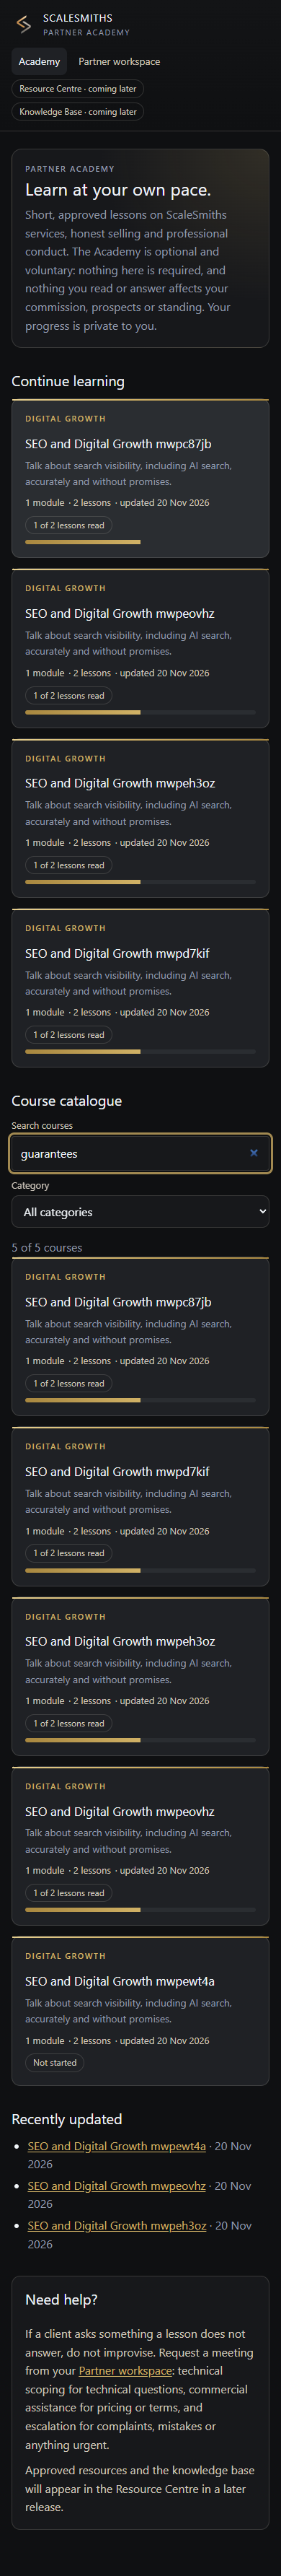 SCALESMITHS
PARTNER ACADEMY
Academy
Partner workspace
Resource Centre · coming later
Knowledge Base · coming later
PARTNER ACADEMY
Learn at your own pace.
Short, approved lessons on ScaleSmiths
services, honest selling and professional
conduct. The Academy is optional and
voluntary: nothing here is required, and
nothing you read or answer affects your
commission, prospects or standing. Your
progress is private to you.
Continue learning
DIGITAL GROWTH
SEO and Digital Growth mwpc87jb
Talk about search visibility, including AI search,
accurately and without promises.
1 module · 2 lessons · updated 20 Nov 2026
1 of 2 lessons read
DIGITAL GROWTH
SEO and Digital Growth mwpeovhz
Talk about search visibility, including AI search,
accurately and without promises.
1 module · 2 lessons · updated 20 Nov 2026
1 of 2 lessons read
DIGITAL GROWTH
SEO and Digital Growth mwpeh3oz
Talk about search visibility, including AI search,
accurately and without promises.
1 module · 2 lessons · updated 20 Nov 2026
1 of 2 lessons read
DIGITAL GROWTH
SEO and Digital Growth mwpd7kif
Talk about search visibility, including AI search,
accurately and without promises.
1 module · 2 lessons · updated 20 Nov 2026
1 of 2 lessons read
Course catalogue
Search courses
guarantees
Category
All categories
5 of 5 courses
DIGITAL GROWTH
SEO and Digital Growth mwpc87jb
Talk about search visibility, including AI search,
accurately and without promises.
1 module · 2 lessons · updated 20 Nov 2026
1 of 2 lessons read
DIGITAL GROWTH
SEO and Digital Growth mwpd7kif
Talk about search visibility, including AI search,
accurately and without promises.
1 module · 2 lessons · updated 20 Nov 2026
1 of 2 lessons read
DIGITAL GROWTH
SEO and Digital Growth mwpeh3oz
Talk about search visibility, including AI search,
accurately and without promises.
1 module · 2 lessons · updated 20 Nov 2026
1 of 2 lessons read
DIGITAL GROWTH
SEO and Digital Growth mwpeovhz
Talk about search visibility, including AI search,
accurately and without promises.
1 module · 2 lessons · updated 20 Nov 2026
1 of 2 lessons read
DIGITAL GROWTH
SEO and Digital Growth mwpewt4a
Talk about search visibility, including AI search,
accurately and without promises.
1 module · 2 lessons · updated 20 Nov 2026
Not started
Recently updated
• SEO and Digital Growth mwpewt4a · 20 Nov
2026
• SEO and Digital Growth mwpeovhz · 20 Nov
2026
• SEO and Digital Growth mwpeh3oz · 20 Nov
2026
Need help?
If a client asks something a lesson does not
answer, do not improvise. Request a meeting
from your Partner workspace: technical
scoping for technical questions, commercial
assistance for pricing or terms, and
escalation for complaints, mistakes or
anything urgent.
Approved resources and the knowledge base
will appear in the Resource Centre in a later
release.